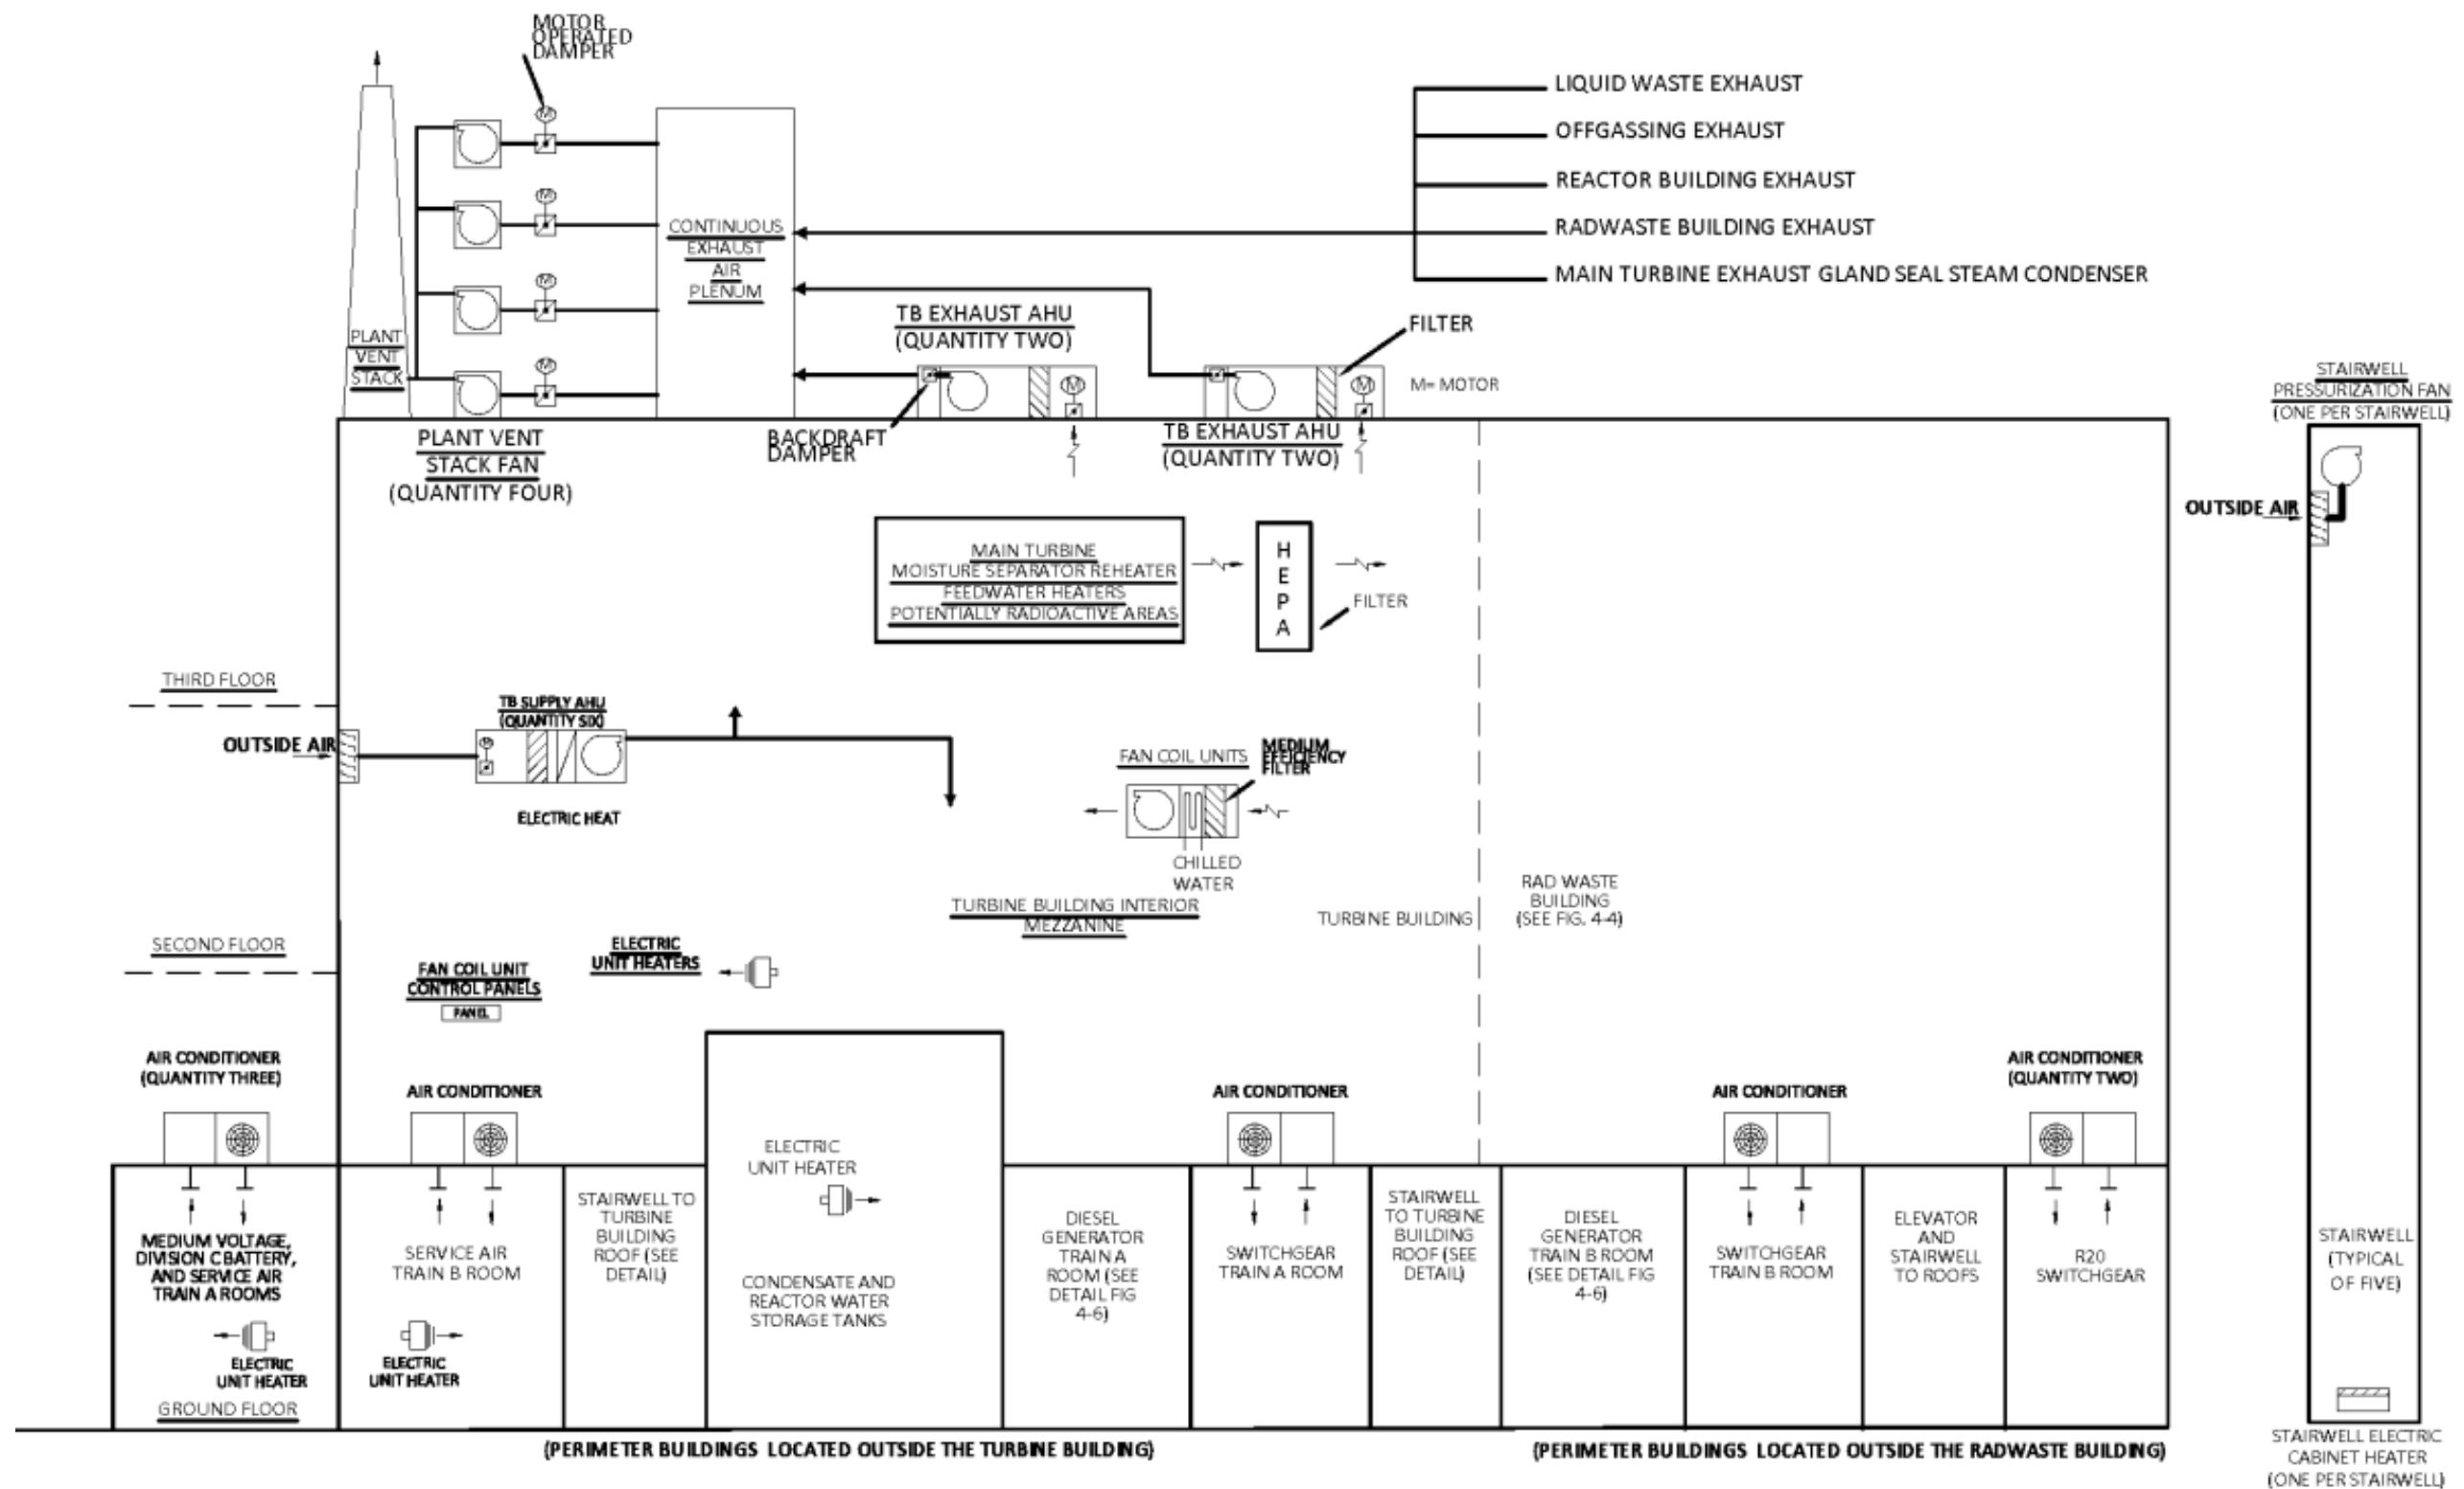 MOTOR
OPERATED
DAMPER
LIQUID WASTE EXHAUST
OFFGASSING EXHAUST
REACTOR BUILDING EXHAUST
RADWASTE BUILDING EXHAUST
MAIN TURBINE EXHAUST GLAND SEAL STEAM CONDENSER
M
M
M
M
CONTINUOUS
EXHAUST
AIR
PLENUM
PLANT
VENT
STACK
TB EXHAUST AHU
(QUANTITY TWO)
FILTER
M
M
M= MOTOR
STAIRWELL
PRESSURIZATION FAN
(ONE PER STAIRWELL)
PLANT VENT
STACK FAN
(QUANTITY FOUR)
BACKDRAFT
DAMPER
TB EXHAUST AHU
(QUANTITY TWO)
OUTSIDE AIR
MAIN TURBINE
MOISTURE SEPARATOR REHEATER
FEEDWATER HEATERS
POTENTIALLY RADIOACTIVE AREAS
H
E
P
A
FILTER
THIRD FLOOR
TB SUPPLY AHU
(QUANTITY SIX)
OUTSIDE AIR
M
ELECTRIC HEAT
FAN COIL UNITS
MEDIUM
EFFICIENCY
FILTER
CHILLED
WATER
TURBINE BUILDING INTERIOR
MEZZANINE
TURBINE BUILDING
RAD WASTE
BUILDING
(SEE FIG. 4-4)
SECOND FLOOR
FAN COIL UNIT
CONTROL PANELS
PANEL
ELECTRIC
UNIT HEATERS
AIR CONDITIONER
(QUANTITY THREE)
AIR CONDITIONER
AIR CONDITIONER
AIR CONDITIONER
AIR CONDITIONER
(QUANTITY TWO)
MEDIUM VOLTAGE,
DIVISION C BATTERY,
AND SERVICE AIR
TRAIN A ROOMS
ELECTRIC
UNIT HEATER
GROUND FLOOR
SERVICE AIR
TRAIN B ROOM
ELECTRIC
UNIT HEATER
STAIRWELL TO
TURBINE
BUILDING
ROOF (SEE
DETAIL)
ELECTRIC
UNIT HEATER
CONDENSATE AND
REACTOR WATER
STORAGE TANKS
DIESEL
GENERATOR
TRAIN A
ROOM (SEE
DETAIL FIG
4-6)
SWITCHGEAR
TRAIN A ROOM
STAIRWELL
TO TURBINE
BUILDING
ROOF (SEE
DETAIL)
DIESEL
GENERATOR
TRAIN B ROOM
(SEE DETAIL FIG
4-6)
SWITCHGEAR
TRAIN B ROOM
ELEVATOR
AND
STAIRWELL
TO ROOFS
R20
SWITCHGEAR
STAIRWELL
(TYPICAL
OF FIVE)
(PERIMETER BUILDINGS LOCATED OUTSIDE THE TURBINE BUILDING)
(PERIMETER BUILDINGS LOCATED OUTSIDE THE RADWASTE BUILDING)
STAIRWELL ELECTRIC
CABINET HEATER
(ONE PER STAIRWELL)